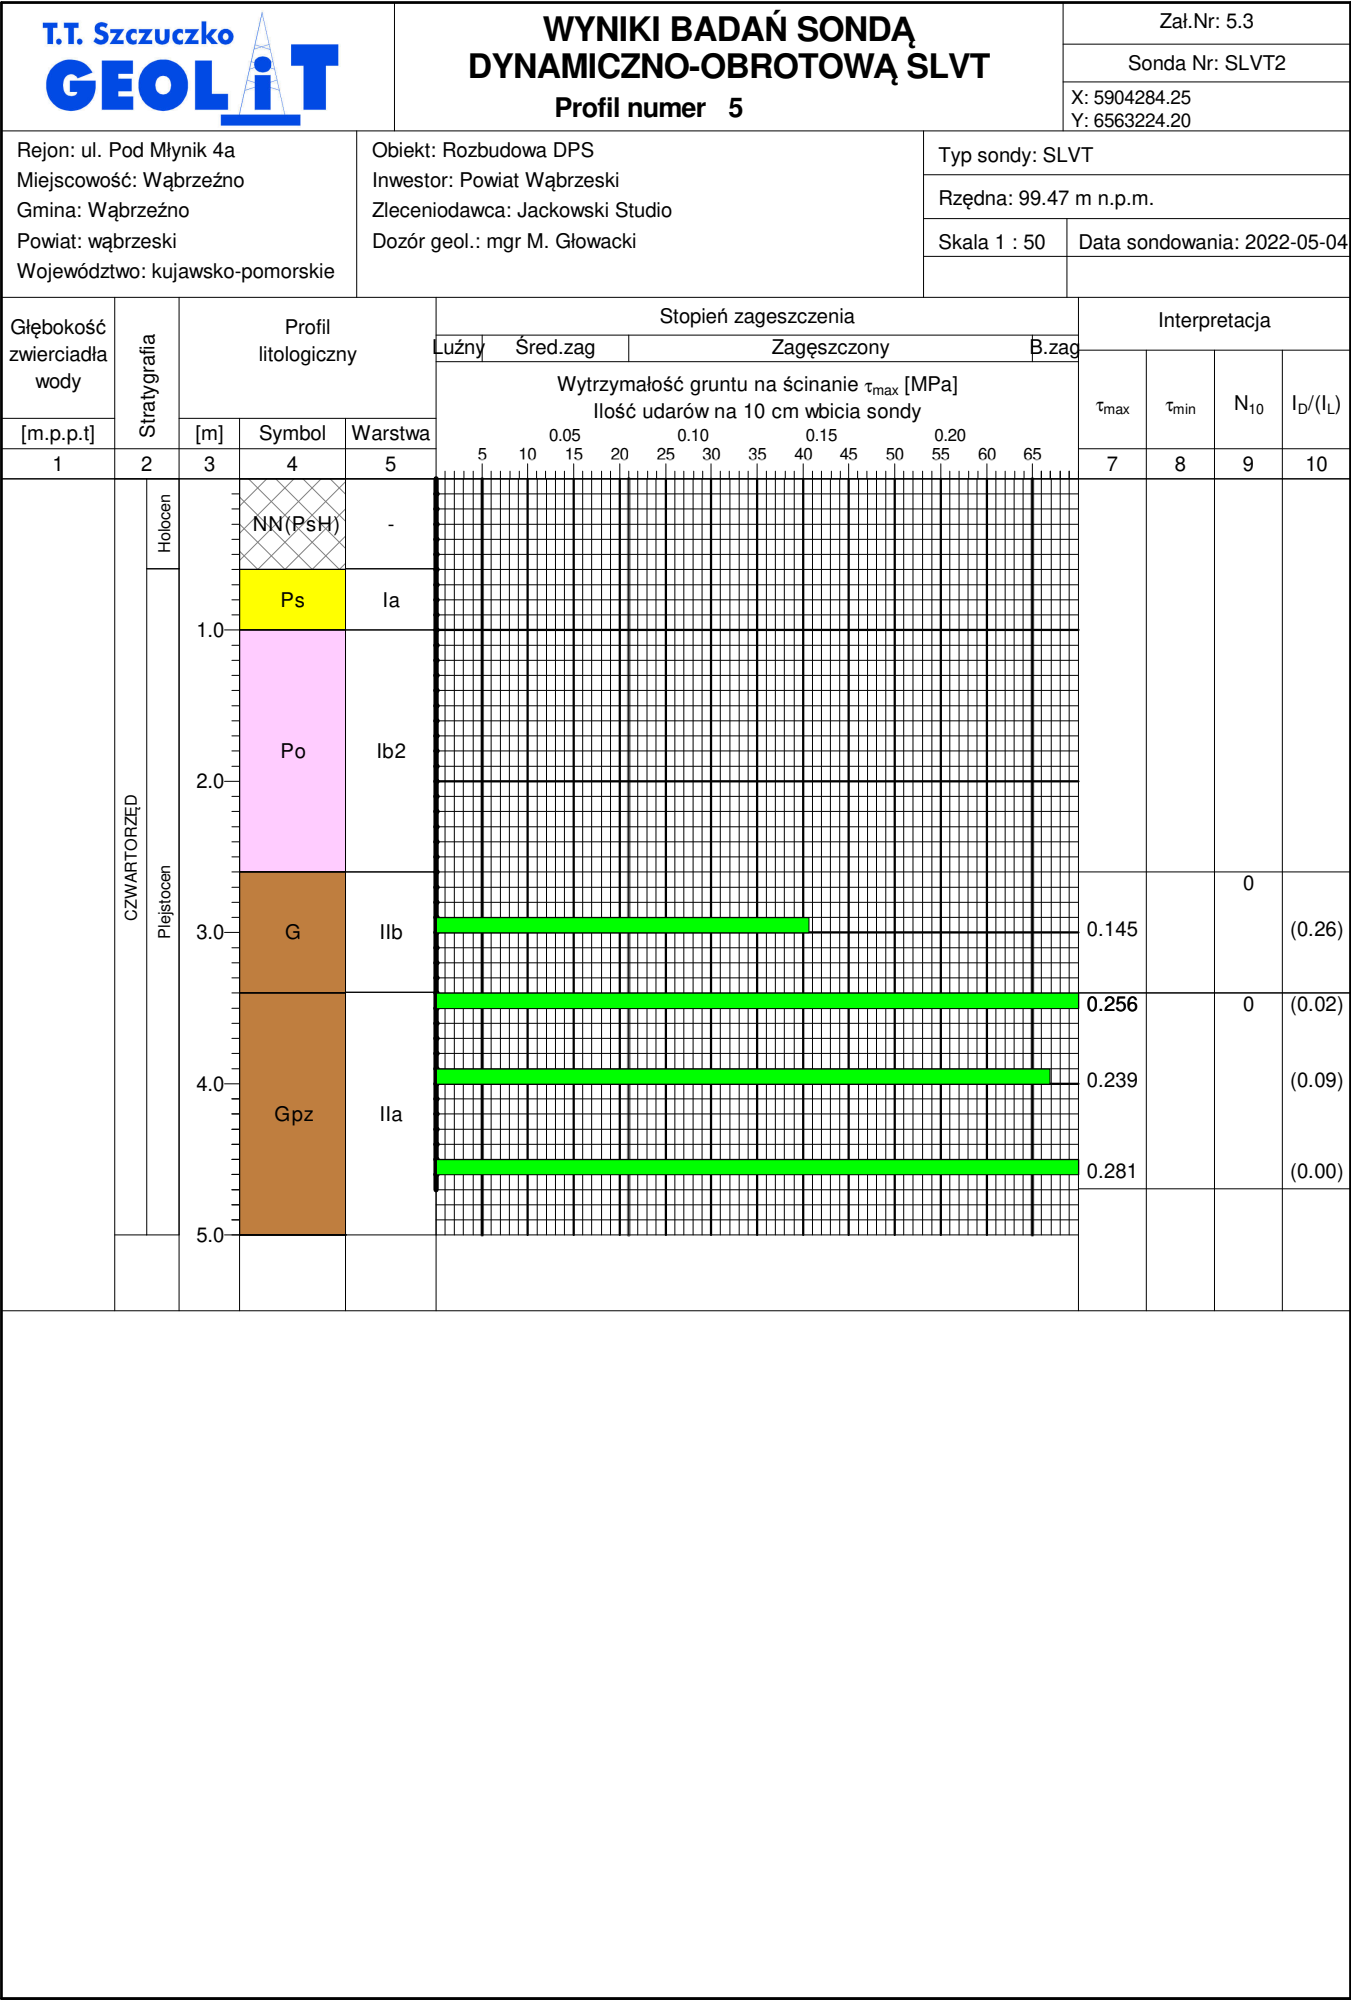 T.T. Szczuczko
GEOLiT
WYNIKI BADAŃ SONDĄ
DYNAMICZNO-OBROTOWĄ SLVT
Profil numer 5
Zał.Nr: 5.3
Sonda Nr: SLVT2
X: 5904284.25
Y: 6563224.20
Rejon: ul. Pod Młynik 4a
Miejscowość: Wąbrzeźno
Gmina: Wąbrzeźno
Powiat: wąbrzeski
Województwo: kujawsko-pomorskie
Obiekt: Rozbudowa DPS
Inwestor: Powiat Wąbrzeski
Zleceniodawca: Jackowski Studio
Dozór geol.: mgr M. Głowacki
Typ sondy: SLVT
Rzędna: 99.47 m n.p.m.
Skala 1 : 50 Data sondowania: 2022-05-04
Głębokość
zwierciadła
wody
[m.p.p.t]
Stratygrafia
Profil
litologiczny
[m] Symbol Warstwa
Stopień zageszczenia
Luźny Śred.zag Zagęszczony B.zag
Wytrzymałość gruntu na ścinanie τmax [MPa]
Ilość udarów na 10 cm wbicia sondy
0.05 0.10 0.15 0.20
5 10 15 20 25 30 35 40 45 50 55 60 65
Interpretacja
τmax τmin N10 ID/(IL)
1 2 3 4 5 7 8 9 10
CZWARTORZĘD
Holocen
Plejstocen
NN(PsH) -
Ps Ia
1.0
Po Ib2
2.0
0
3.0 G IIb 0.145 (0.26)
0.256 0 (0.02)
4.0 0.239 (0.09)
Gpz IIa
0.281 (0.00)
5.0